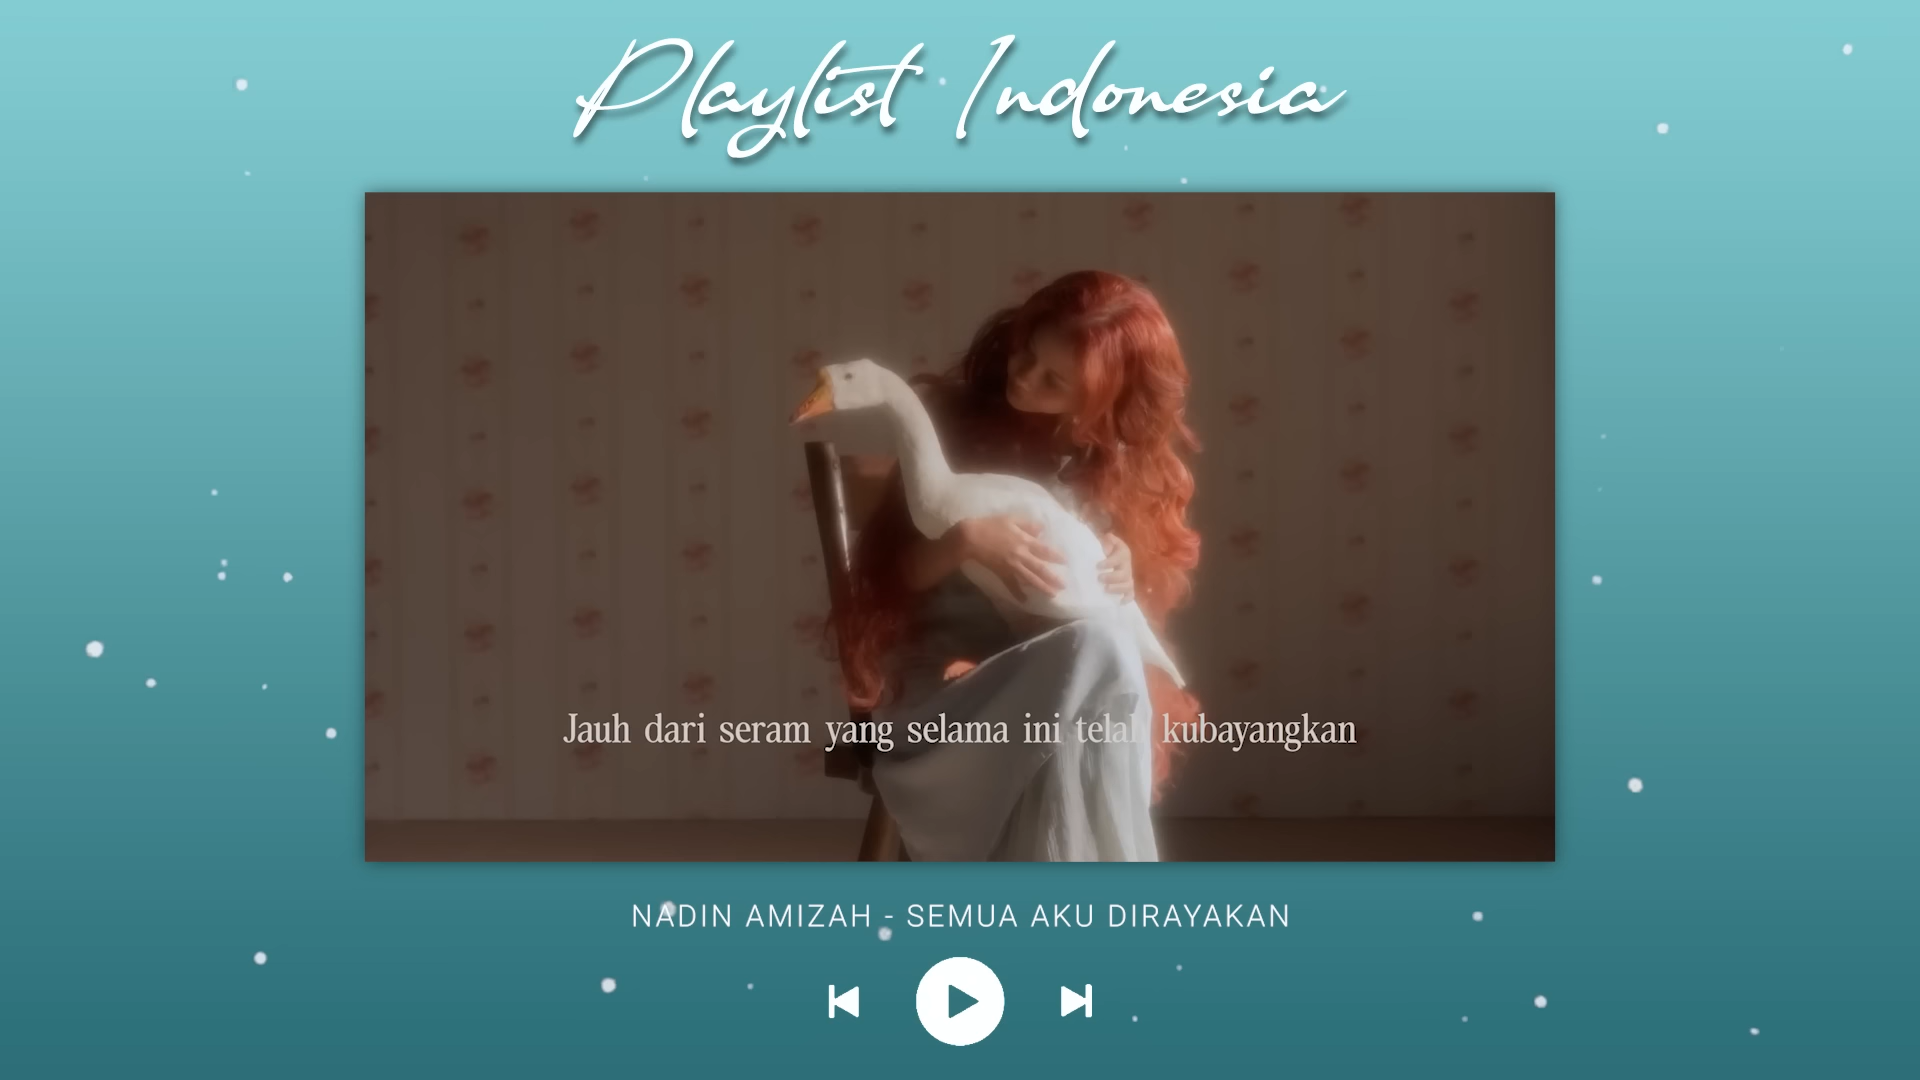 Playlist Indonesia
Jauh dari seram yang selama ini telah kubayangkan
NADIN AMIZAH - SEMUA AKU DIRAYAKAN